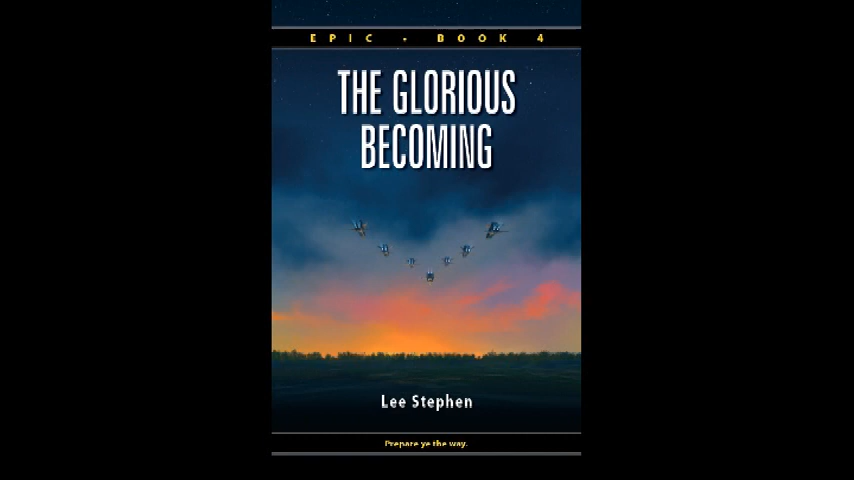 EPIC • BOOK 4
THE GLORIOUS
BECOMING
Lee Stephen
Prepare ye the way.